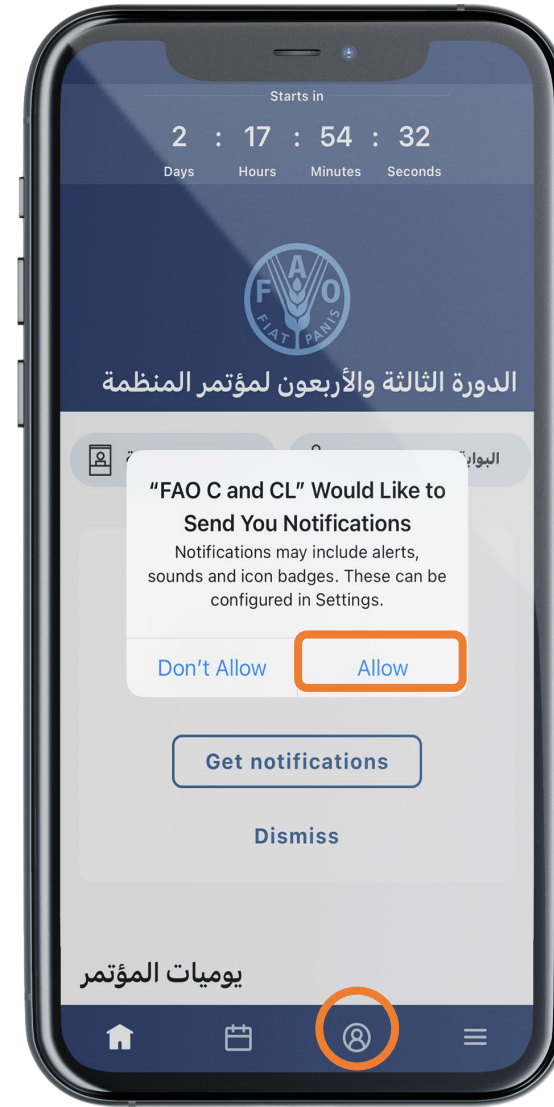 Starts in
2 : 17 : 54 : 32
Days Hours Minutes Seconds
F A O
FIAT PANIS
الدورة الثالثة والأربعون لمؤتمر المنظمة
"FAO C and CL" Would Like to
Send You Notifications
Notifications may include alerts,
sounds and icon badges. These can be
configured in Settings.
Don't Allow Allow
Get notifications
Dismiss
يوميات المؤتمر